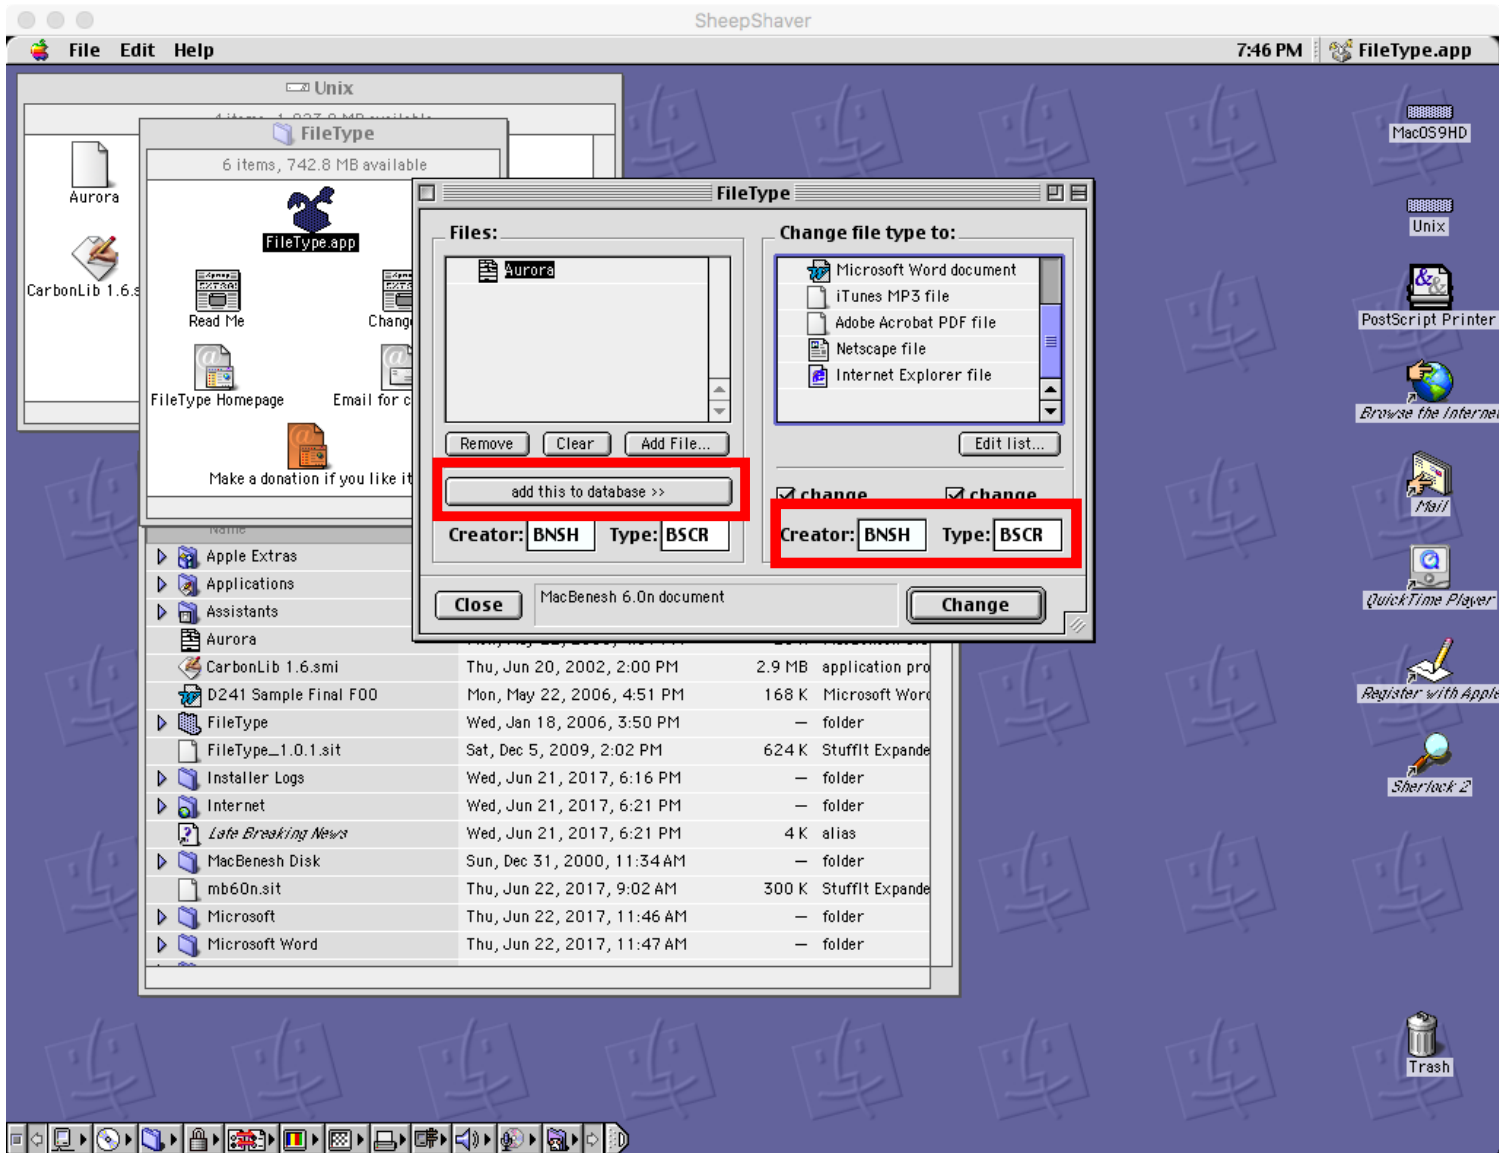 SheepShaver
File Edit Help
7:46 PM FileType.app
Unix
FileType
6 items, 742.8 MB available
Aurora
CarbonLib 1.6.s
FileType.app
Read Me
Chang
FileType Homepage
Email for c
Make a donation if you like it
FileType
Files:
Aurora
Remove
Clear
Add File...
add this to database >>
Creator: BNSH Type: BSCR
Change file type to:
Microsoft Word document
iTunes MP3 file
Adobe Acrobat PDF file
Netscape file
Internet Explorer file
Edit list...
change
change
Creator: BNSH Type: BSCR
Close
MacBenesh 6.0n document
Change
Name
Apple Extras
Applications
Assistants
Aurora
CarbonLib 1.6.smi Thu, Jun 20, 2002, 2:00 PM 2.9 MB application pro
D241 Sample Final F00 Mon, May 22, 2006, 4:51 PM 168 K Microsoft Word
FileType Wed, Jan 18, 2006, 3:50 PM — folder
FileType_1.0.1.sit Sat, Dec 5, 2009, 2:02 PM 624 K StuffIt Expande
Installer Logs Wed, Jun 21, 2017, 6:16 PM — folder
Internet Wed, Jun 21, 2017, 6:21 PM — folder
Late Breaking News Wed, Jun 21, 2017, 6:21 PM 4 K alias
MacBenesh Disk Sun, Dec 31, 2000, 11:34 AM — folder
mb60n.sit Thu, Jun 22, 2017, 9:02 AM 300 K StuffIt Expande
Microsoft Thu, Jun 22, 2017, 11:46 AM — folder
Microsoft Word Thu, Jun 22, 2017, 11:47 AM — folder
MacOS9HD
Unix
PostScript Printer
Browse the Internet
Mail
QuickTime Player
Register with Apple
Sherlock 2
Trash